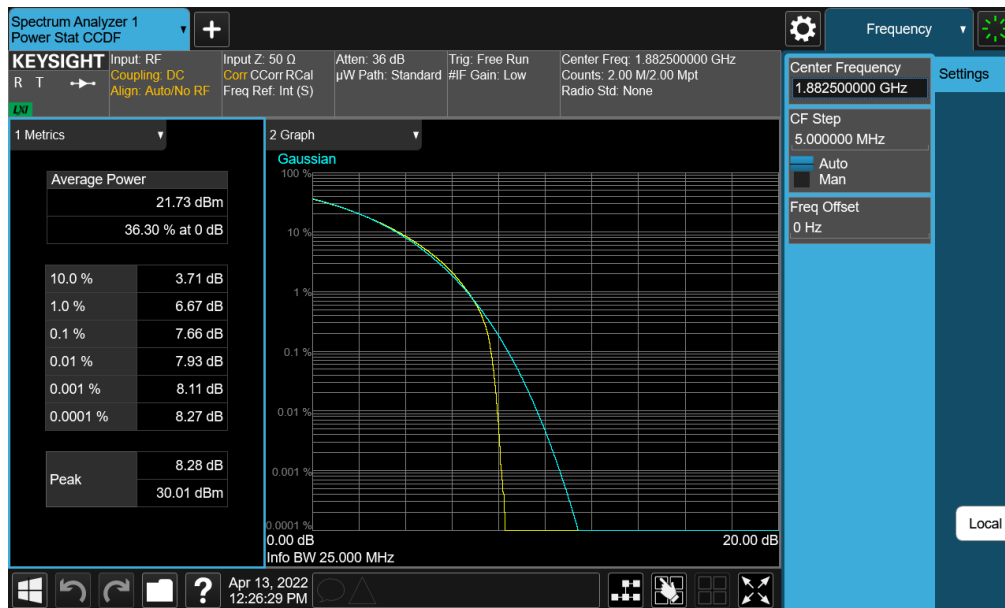 Spectrum Analyzer 1
Power Stat CCDF
Frequency
KEYSIGHT
R T
LXI
Input: RF
Coupling: DC
Align: Auto/No RF
Input Z: 50 Ω
Corr CCorr RCal
Freq Ref: Int (S)
Atten: 36 dB
µW Path: Standard
Trig: Free Run
#IF Gain: Low
Center Freq: 1.882500000 GHz
Counts: 2.00 M/2.00 Mpt
Radio Std: None
Center Frequency
1.882500000 GHz
Settings
CF Step
5.000000 MHz
Auto
Man
Freq Offset
0 Hz
Local
1 Metrics
Average Power
21.73 dBm
36.30 % at 0 dB
10.0 % 3.71 dB
1.0 % 6.67 dB
0.1 % 7.66 dB
0.01 % 7.93 dB
0.001 % 8.11 dB
0.0001 % 8.27 dB
Peak
8.28 dB
30.01 dBm
2 Graph
Gaussian
100 %
10 %
1 %
0.1 %
0.01 %
0.001 %
0.0001 %
0.00 dB
20.00 dB
Info BW 25.000 MHz
?
Apr 13, 2022
12:26:29 PM